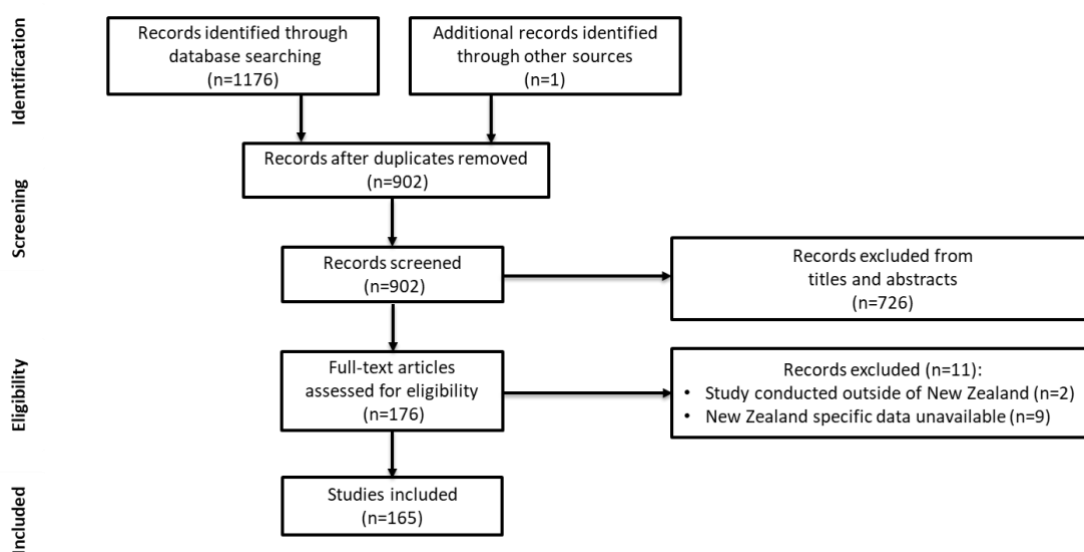 Identification
Records identified through
database searching
(n=1176)
Additional records identified
through other sources
(n=1)
Screening
Records after duplicates removed
(n=902)
Records screened
(n=902)
Records excluded from
titles and abstracts
(n=726)
Eligibility
Full-text articles
assessed for eligibility
(n=176)
Records excluded (n=11):
• Study conducted outside of New Zealand (n=2)
• New Zealand specific data unavailable (n=9)
Included
Studies included
(n=165)